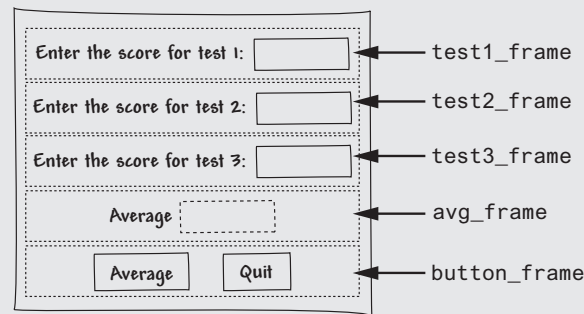 Enter the score for test 1: test1_frame
Enter the score for test 2: test2_frame
Enter the score for test 3: test3_frame
Average avg_frame
Average Quit button_frame